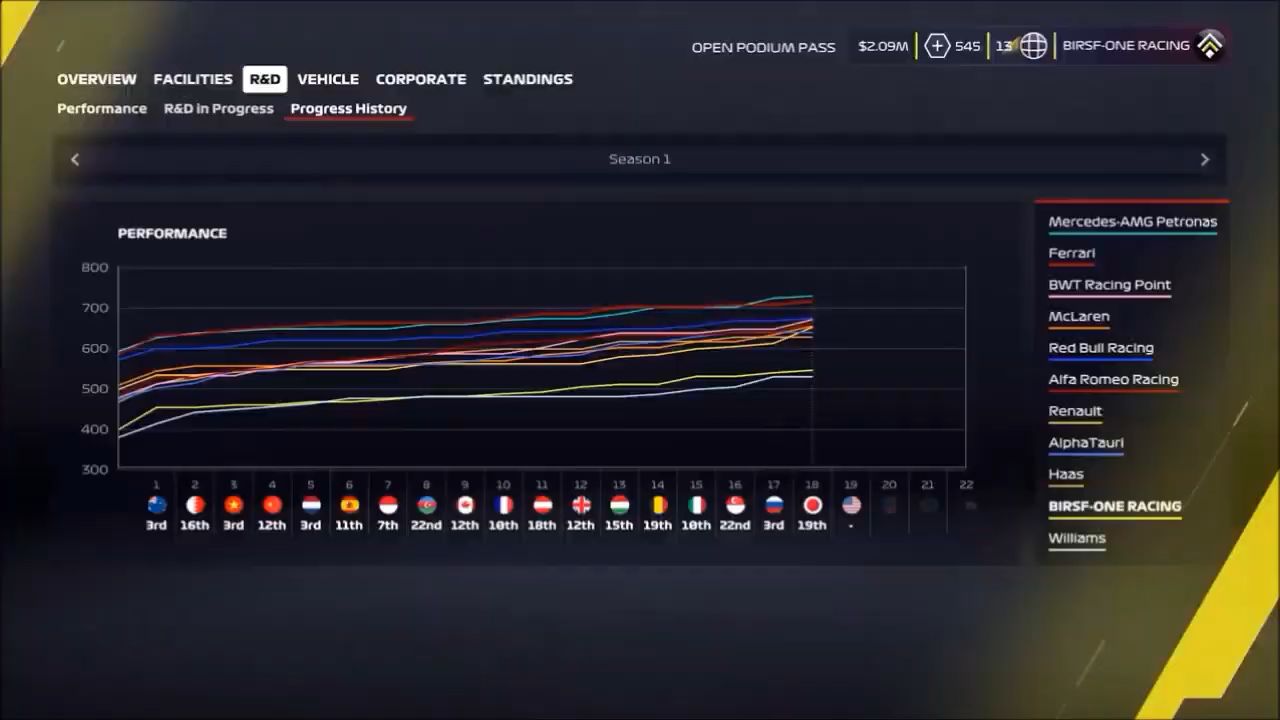 OPEN PODIUM PASS $2.09M 545 13 BIRSF-ONE RACING
OVERVIEW FACILITIES R&D VEHICLE CORPORATE STANDINGS
Performance R&D in Progress Progress History
Season 1
PERFORMANCE
800
700
600
500
400
300
1 2 3 4 5 6 7 8 9 10 11 12 13 14 15 16 17 18 19 20 21 22
3rd 16th 3rd 12th 3rd 11th 7th 22nd 12th 10th 18th 12th 15th 19th 10th 22nd 3rd 19th -
Mercedes-AMG Petronas
Ferrari
BWT Racing Point
McLaren
Red Bull Racing
Alfa Romeo Racing
Renault
AlphaTauri
Haas
BIRSF-ONE RACING
Williams